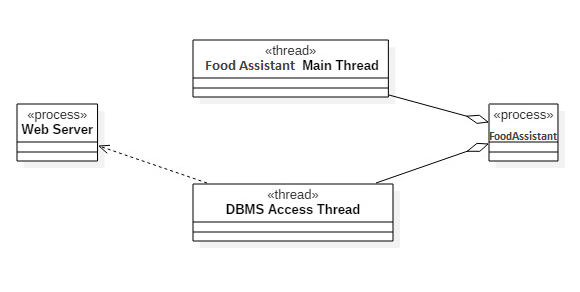 «thread»
Food Assistant Main Thread
«process»
Web Server
«process»
FoodAssistant
«thread»
DBMS Access Thread